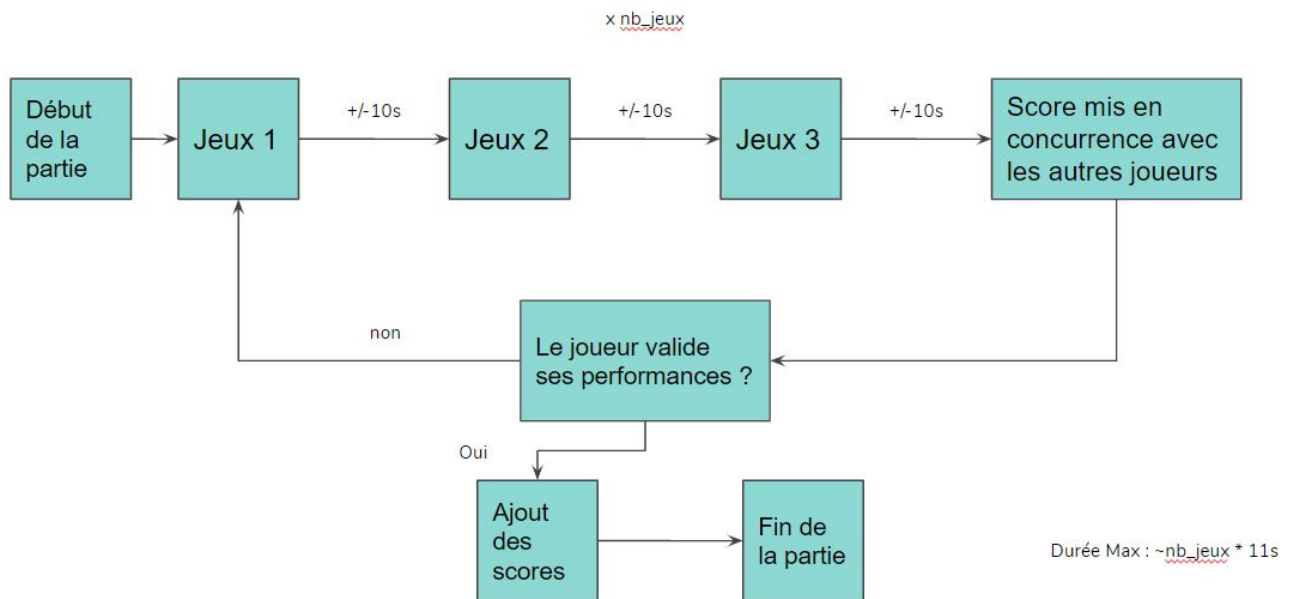 x nb_jeux
Début
de la
partie
Jeux 1
+/-10s
Jeux 2
+/-10s
Jeux 3
+/-10s
Score mis en
concurrence avec
les autres joueurs
non
Le joueur valide
ses performances ?
Oui
Ajout
des
scores
Fin de
la partie
Durée Max : ~nb_jeux * 11s